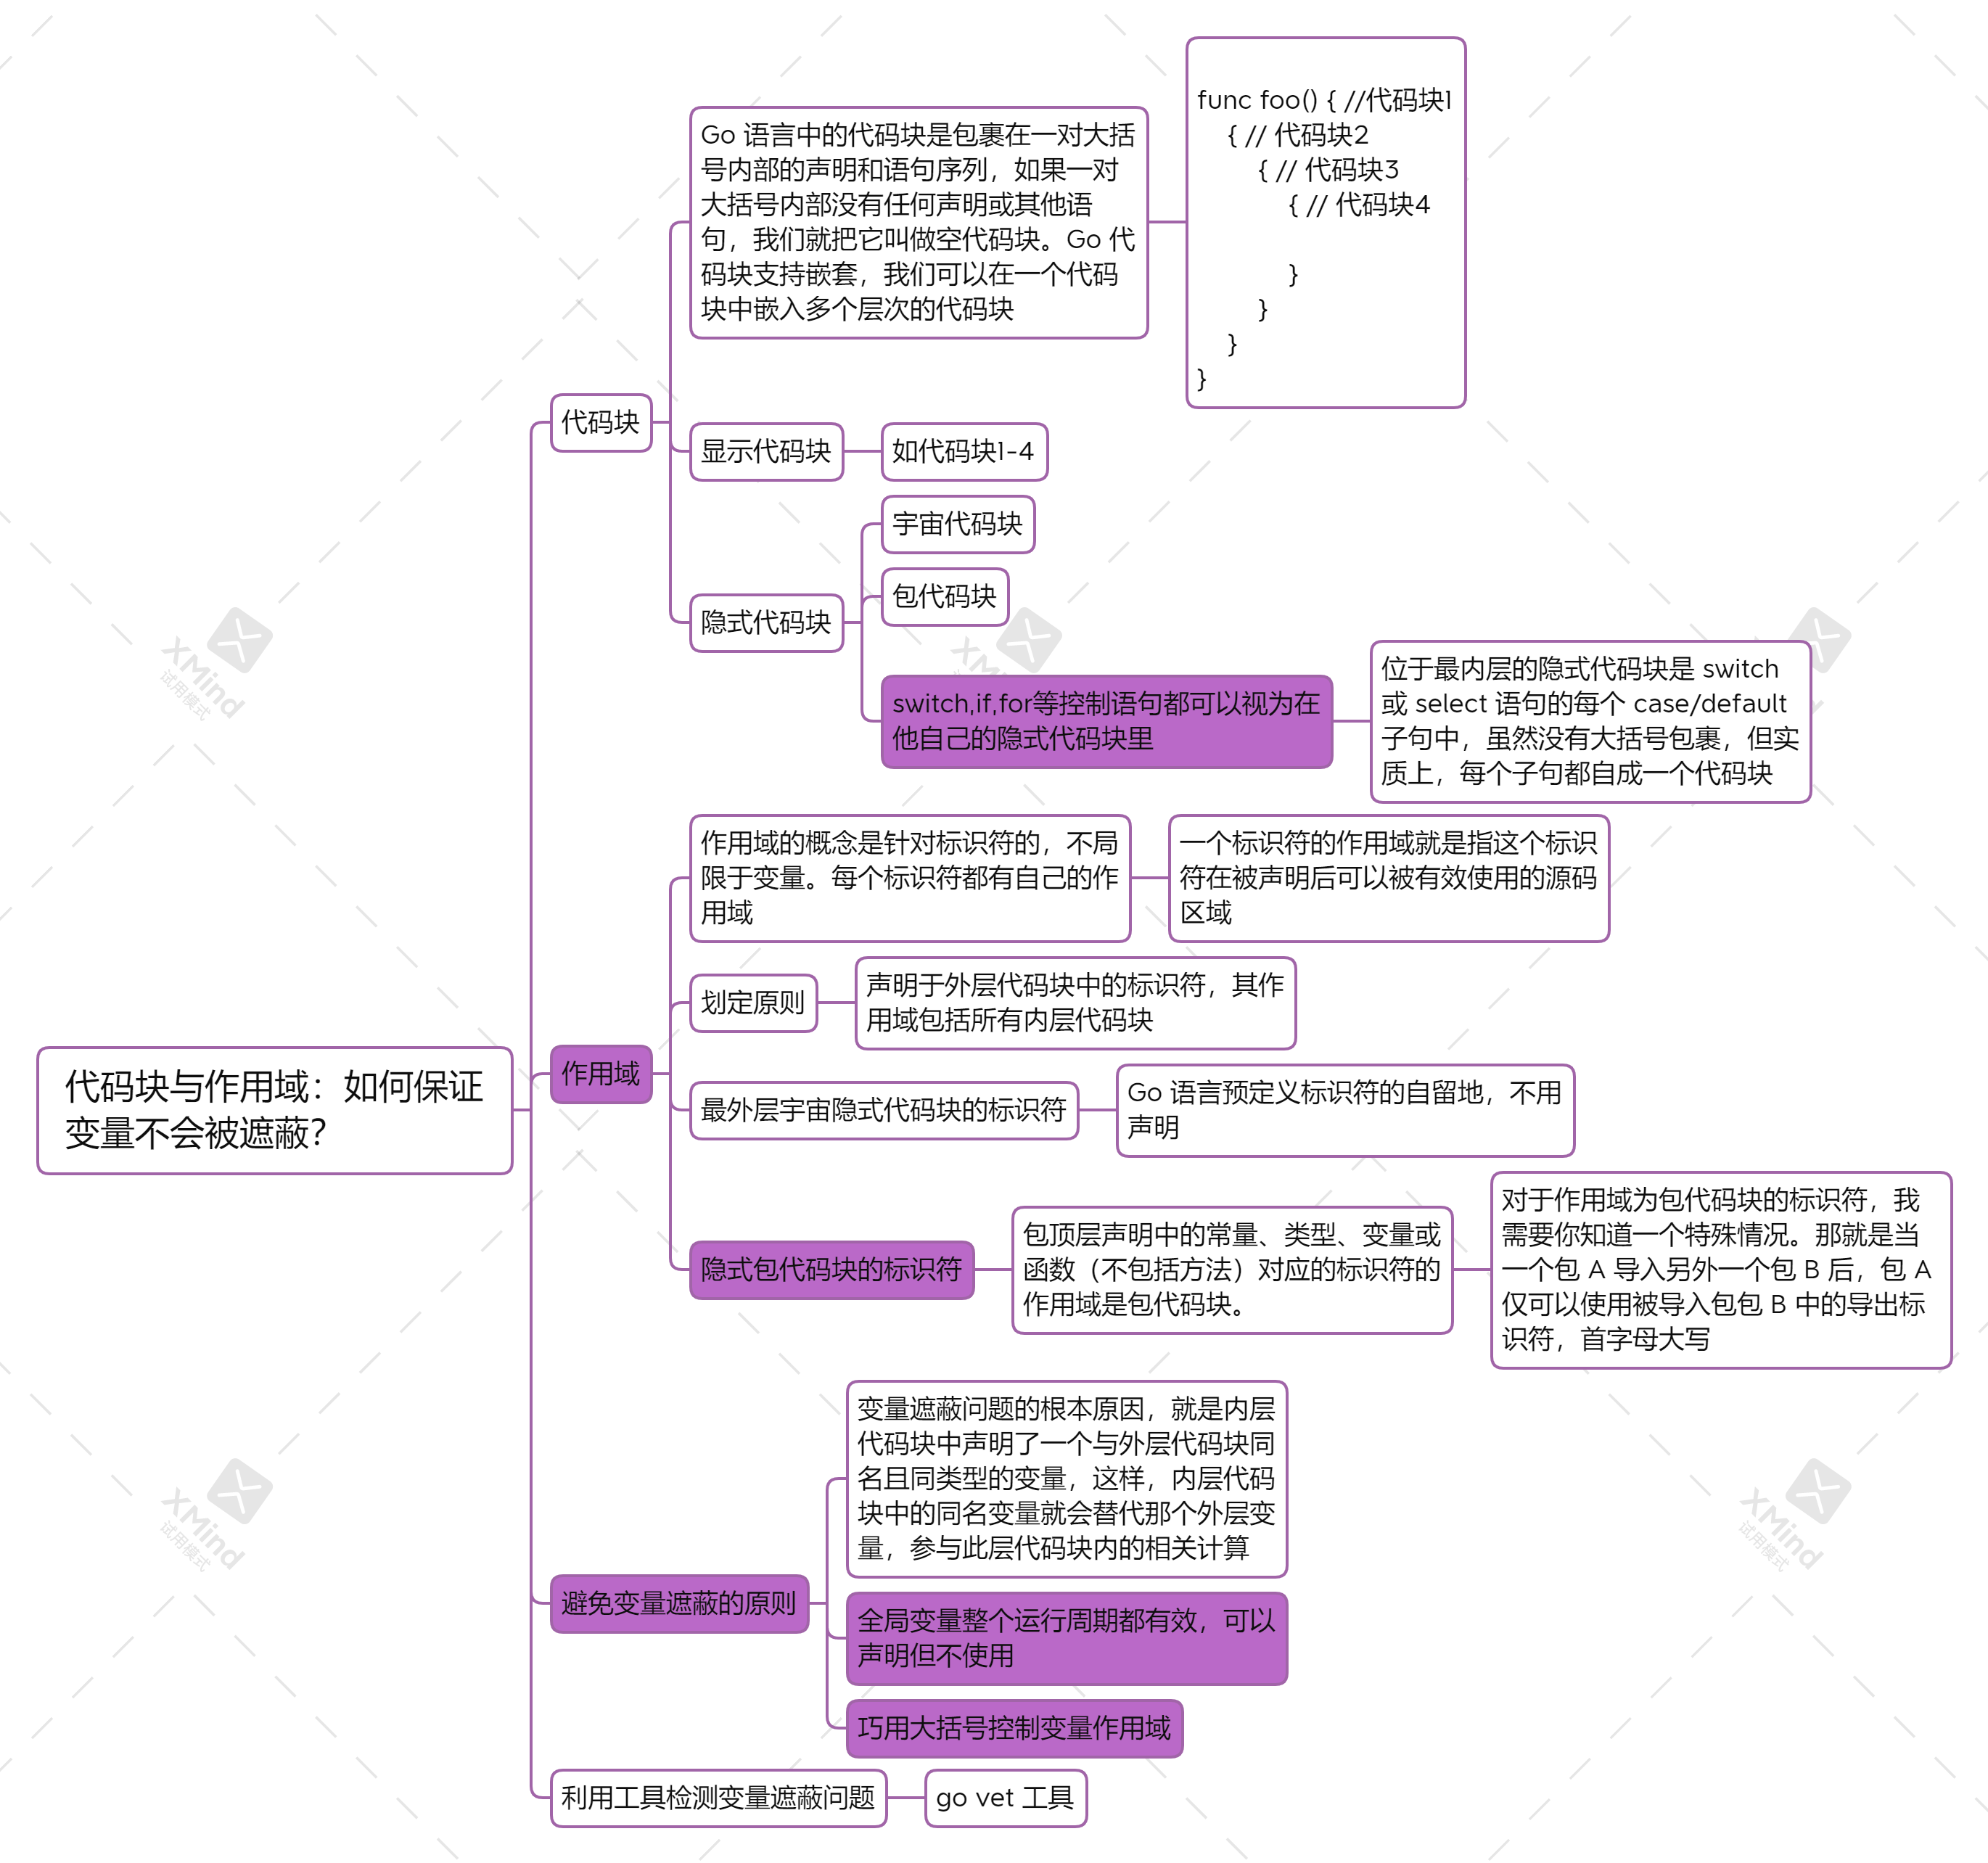 func foo() { //代码块1
{ // 代码块2
{ // 代码块3
{ // 代码块4
}
}
}
}
Go 语言中的代码块是包裹在一对大括
号内部的声明和语句序列，如果一对
大括号内部没有任何声明或其他语
句，我们就把它叫做空代码块。Go 代
码块支持嵌套，我们可以在一个代码
块中嵌入多个层次的代码块
代码块
显示代码块
如代码块1-4
宇宙代码块
包代码块
隐式代码块
switch,if,for等控制语句都可以视为在
他自己的隐式代码块里
位于最内层的隐式代码块是 switch
或 select 语句的每个 case/default
子句中，虽然没有大括号包裹，但实
质上，每个子句都自成一个代码块
作用域的概念是针对标识符的，不局
限于变量。每个标识符都有自己的作
用域
一个标识符的作用域就是指这个标识
符在被声明后可以被有效使用的源码
区域
划定原则
声明于外层代码块中的标识符，其作
用域包括所有内层代码块
代码块与作用域：如何保证
变量不会被遮蔽？
作用域
最外层宇宙隐式代码块的标识符
Go 语言预定义标识符的自留地，不用
声明
隐式包代码块的标识符
包顶层声明中的常量、类型、变量或
函数（不包括方法）对应的标识符的
作用域是包代码块。
对于作用域为包代码块的标识符，我
需要你知道一个特殊情况。那就是当
一个包 A 导入另外一个包 B 后，包 A
仅可以使用被导入包包 B 中的导出标
识符，首字母大写
变量遮蔽问题的根本原因，就是内层
代码块中声明了一个与外层代码块同
名且同类型的变量，这样，内层代码
块中的同名变量就会替代那个外层变
量，参与此层代码块内的相关计算
避免变量遮蔽的原则
全局变量整个运行周期都有效，可以
声明但不使用
巧用大括号控制变量作用域
利用工具检测变量遮蔽问题
go vet 工具
XMind
试用模式
XMind
XMind
试用模式
XMind
试用模式